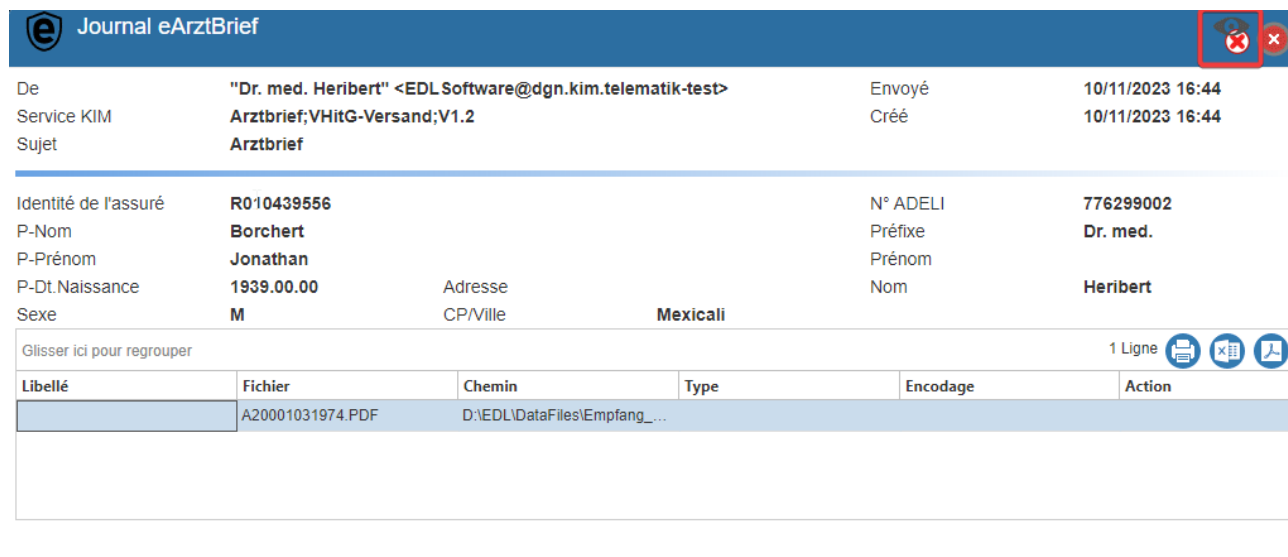 Journal eArztBrief
De "Dr. med. Heribert" <EDLSoftware@dgn.kim.telematik-test> Envoyé 10/11/2023 16:44
Service KIM Arztbrief;VHitG-Versand;V1.2 Créé 10/11/2023 16:44
Sujet Arztbrief
Identité de l'assuré R010439556 N° ADELI 776299002
P-Nom Borchert Préfixe Dr. med.
P-Prénom Jonathan Prénom
P-Dt.Naissance 1939.00.00 Adresse Nom Heribert
Sexe M CP/Ville Mexicali
Glisser ici pour regrouper 1 Ligne
Libellé Fichier Chemin Type Encodage Action
A20001031974.PDF D:\EDL\DataFiles\Empfang_...